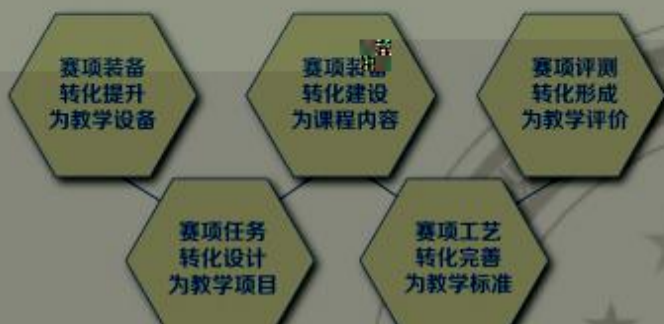 赛项装备
转化提升
为教学设备
赛项装
转化建设
为课程内容
赛项评测
转化形成
为教学评价
赛项任务
转化设计
为教学项目
赛项工艺
转化完善
为教学标准